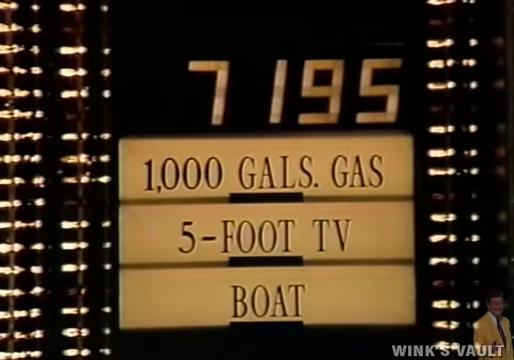 7195
1,000 GALS. GAS
5-FOOT TV
BOAT
WINK'S VAULT